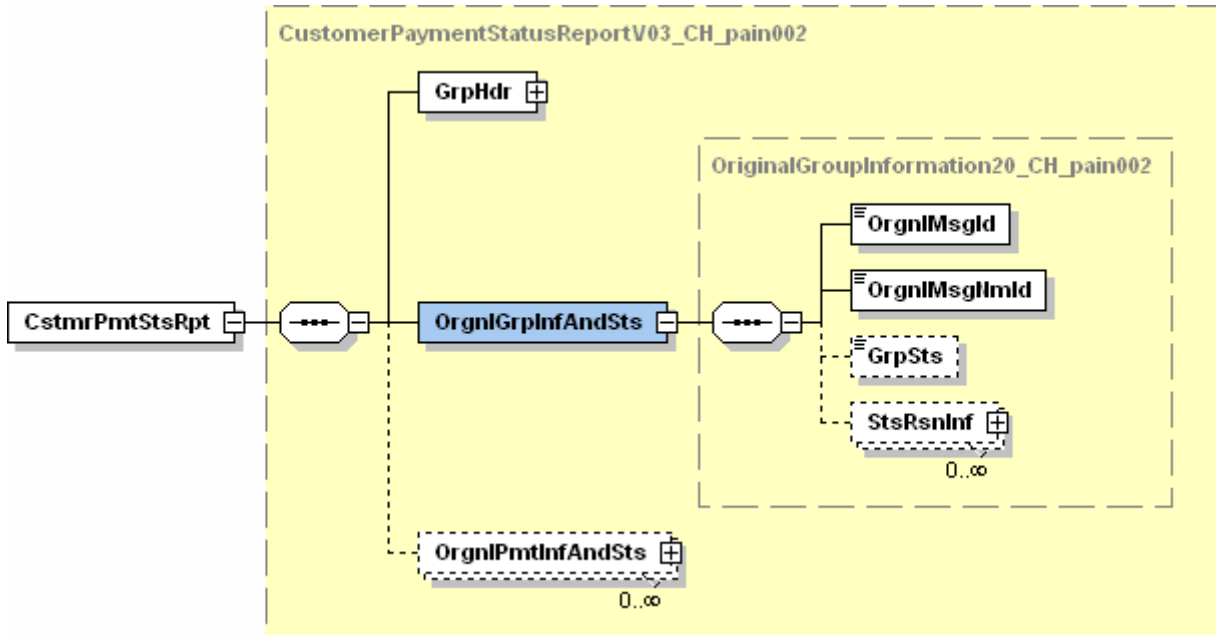 CustomerPaymentStatusReportV03_CH_pain002
GrpHdr
OriginalGroupInformation20_CH_pain002
OrgnlMsgId
OrgnlMsgNmId
CstmrPmtStsRpt
OrgnlGrpInfAndSts
GrpSts
StsRsnInf
0..∞
OrgnlPmtInfAndSts
0..∞